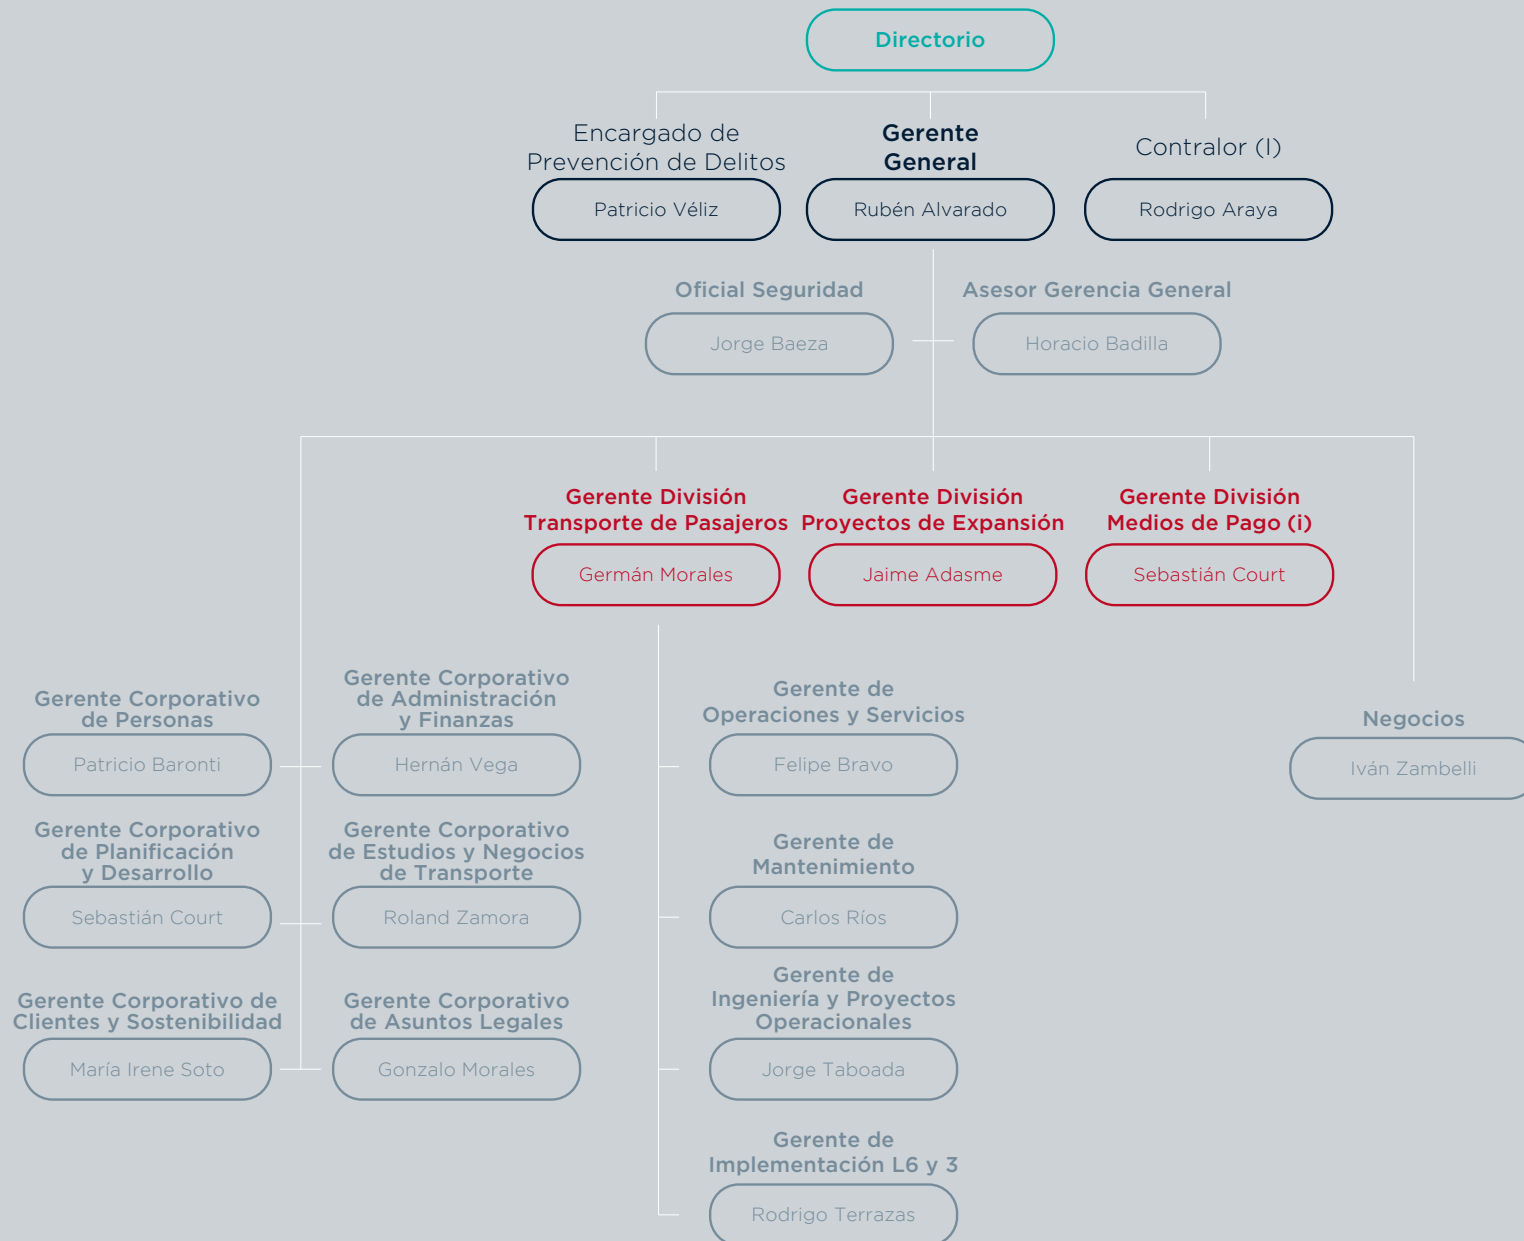 Directorio
Encargado de
Prevención de Delitos
Patricio Véliz
Gerente
General
Rubén Alvarado
Contralor (I)
Rodrigo Araya
Oficial Seguridad
Jorge Baeza
Asesor Gerencia General
Horacio Badilla
Gerente División
Transporte de Pasajeros
Germán Morales
Gerente División
Proyectos de Expansión
Jaime Adasme
Gerente División
Medios de Pago (i)
Sebastián Court
Gerente Corporativo
de Personas
Patricio Baronti
Gerente Corporativo
de Administración
y Finanzas
Hernán Vega
Gerente de
Operaciones y Servicios
Felipe Bravo
Negocios
Iván Zambelli
Gerente Corporativo
de Planificación
y Desarrollo
Sebastián Court
Gerente Corporativo
de Estudios y Negocios
de Transporte
Roland Zamora
Gerente de
Mantenimiento
Carlos Ríos
Gerente Corporativo de
Clientes y Sostenibilidad
María Irene Soto
Gerente Corporativo
de Asuntos Legales
Gonzalo Morales
Gerente de
Ingeniería y Proyectos
Operacionales
Jorge Taboada
Gerente de
Implementación L6 y 3
Rodrigo Terrazas